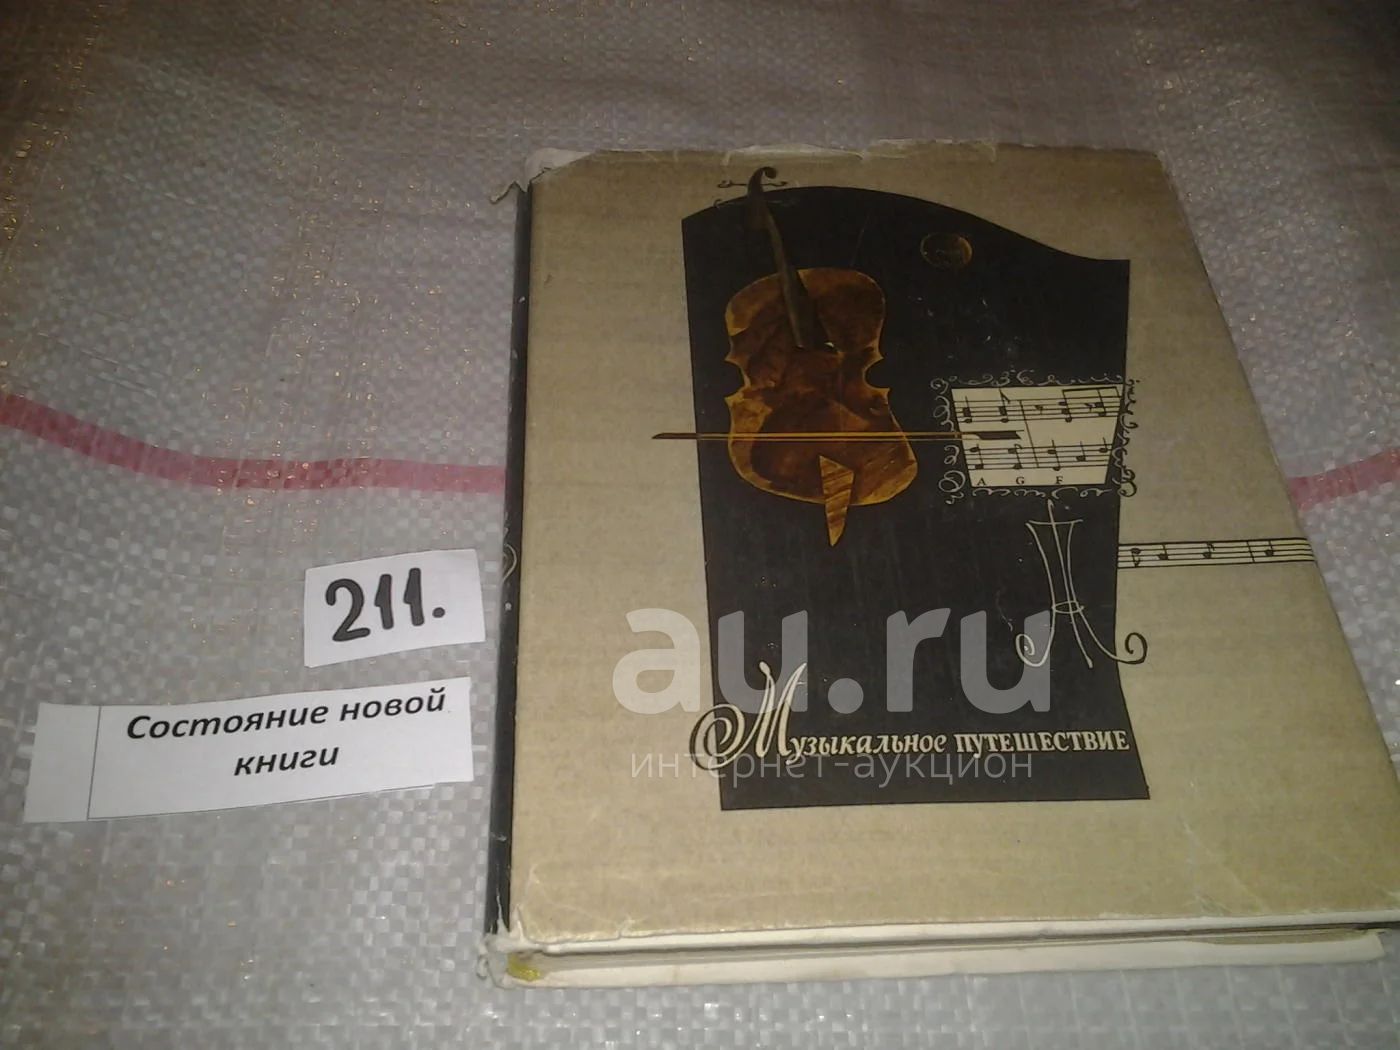 A G F
211.
Состояние новой
книги
au.ru
Музыкальное путешествие
интернет-аукцион